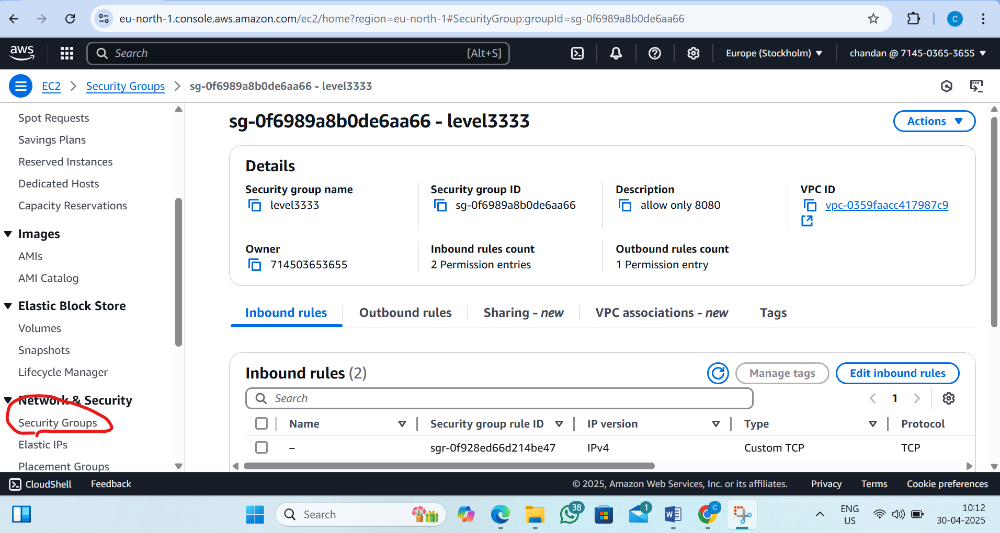 eu-north-1.console.aws.amazon.com/ec2/home?region=eu-north-1#SecurityGroup:groupId=sg-0f6989a8b0de6aa66
C
aws
Search [Alt+S]
Europe (Stockholm)
chandan @ 7145-0365-3655
EC2 > Security Groups > sg-0f6989a8b0de6aa66 - level3333
Spot Requests
Savings Plans
Reserved Instances
Dedicated Hosts
Capacity Reservations
Images
AMIs
AMI Catalog
Elastic Block Store
Volumes
Snapshots
Lifecycle Manager
Network & Security
Security Groups
Elastic IPs
Placement Groups
sg-0f6989a8b0de6aa66 - level3333
Actions
Details
Security group name
level3333
Security group ID
sg-0f6989a8b0de6aa66
Description
allow only 8080
VPC ID
vpc-0359faacc417987c9
Owner
714503653655
Inbound rules count
2 Permission entries
Outbound rules count
1 Permission entry
Inbound rules
Outbound rules
Sharing - new
VPC associations - new
Tags
Inbound rules (2)
Manage tags
Edit inbound rules
Search
1
Name Security group rule ID IP version Type Protocol
– sgr-0f928ed66d214be47 IPv4 Custom TCP TCP
CloudShell
Feedback
© 2025, Amazon Web Services, Inc. or its affiliates.
Privacy
Terms
Cookie preferences
Search
38
1
W
C
ENG
US
10:12
30-04-2025